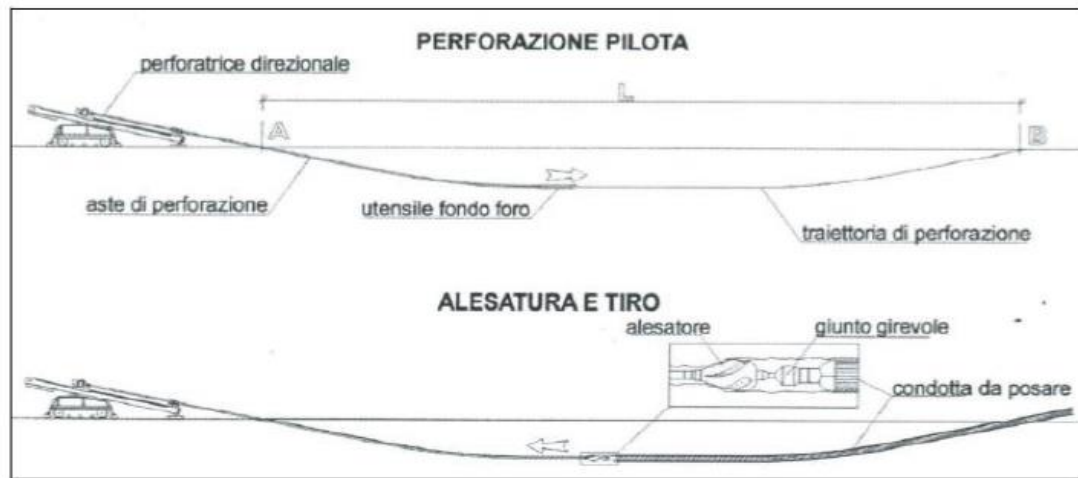 PERFORAZIONE PILOTA
perforatrice direzionale
L
A
B
aste di perforazione
utensile fondo foro
traiettoria di perforazione
ALESATURA E TIRO
alesatore
giunto girevole
condotta da posare